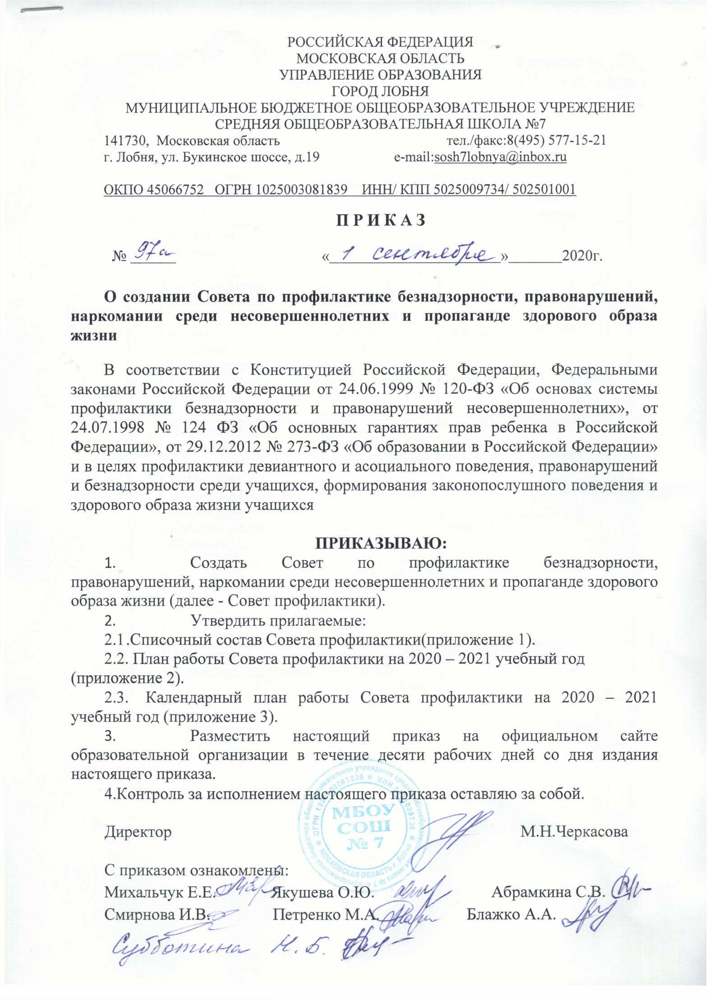 РОССИЙСКАЯ ФЕДЕРАЦИЯ
МОСКОВСКАЯ ОБЛАСТЬ
УПРАВЛЕНИЕ ОБРАЗОВАНИЯ
ГОРОД ЛОБНЯ
МУНИЦИПАЛЬНОЕ БЮДЖЕТНОЕ ОБЩЕОБРАЗОВАТЕЛЬНОЕ УЧРЕЖДЕНИЕ
СРЕДНЯЯ ОБЩЕОБРАЗОВАТЕЛЬНАЯ ШКОЛА №7
141730, Московская область тел./факс:8(495) 577-15-21
г. Лобня, ул. Букинское шоссе, д.19 e-mail:sosh7lobnya@inbox.ru
ОКПО 45066752 ОГРН 1025003081839 ИНН/ КПП 5025009734/ 502501001
П Р И К А З
№ 97а « 1 сентября » 2020г.
О создании Совета по профилактике безнадзорности, правонарушений,
наркомании среди несовершеннолетних и пропаганде здорового образа
жизни
В соответствии с Конституцией Российской Федерации, Федеральными
законами Российской Федерации от 24.06.1999 № 120-ФЗ «Об основах системы
профилактики безнадзорности и правонарушений несовершеннолетних», от
24.07.1998 № 124 ФЗ «Об основных гарантиях прав ребенка в Российской
Федерации», от 29.12.2012 № 273-ФЗ «Об образовании в Российской Федерации»
и в целях профилактики девиантного и асоциального поведения, правонарушений
и безнадзорности среди учащихся, формирования законопослушного поведения и
здорового образа жизни учащихся
ПРИКАЗЫВАЮ:
1. Создать Совет по профилактике безнадзорности,
правонарушений, наркомании среди несовершеннолетних и пропаганде здорового
образа жизни (далее - Совет профилактики).
2. Утвердить прилагаемые:
2.1.Списочный состав Совета профилактики(приложение 1).
2.2. План работы Совета профилактики на 2020 – 2021 учебный год
(приложение 2).
2.3. Календарный план работы Совета профилактики на 2020 – 2021
учебный год (приложение 3).
3. Разместить настоящий приказ на официальном сайте
образовательной организации в течение десяти рабочих дней со дня издания
настоящего приказа.
4.Контроль за исполнением настоящего приказа оставляю за собой.
МБОУ
СОШ
№ 7
ОГРН 1025003081839 * ИНН 5025009734 * МОСКОВСКАЯ ОБЛАСТЬ г. Лобня *
Директор М.Н.Черкасова
С приказом ознакомлены:
Михальчук Е.Е. Якушева О.Ю. Абрамкина С.В.
Смирнова И.В. Петренко М.А. Блажко А.А.
Субботина Н.Б.